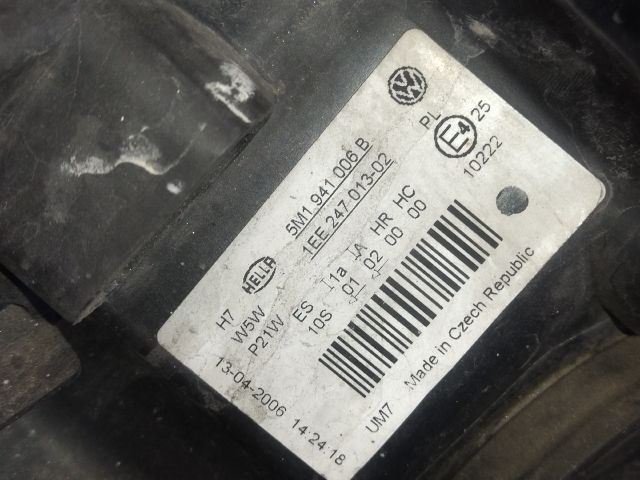 VW
5M1.941 006.B
1EE.247.013-02
PL
E4
25
10222
HELLA
H7
W5W
P21W
ES 11a IA HR HC
10S 01 02 00 00
13-04-2006 14:24:18
UM7 Made in Czech Republic